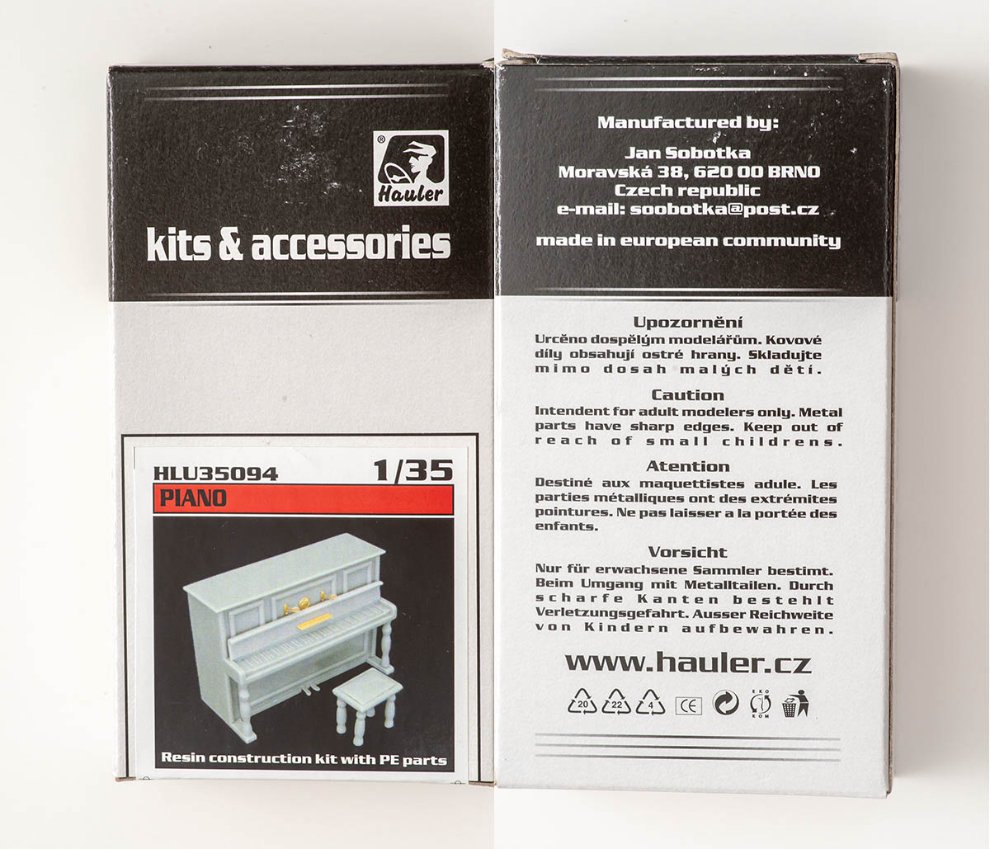 ® Hauler
kits & accessories
HLU35094 1/35
PIANO
Resin construction kit with PE parts
Manufactured by:
Jan Sobotka
Moravská 38, 620 00 BRNO
Czech republic
e-mail: soobotka@post.cz
made in european community
Upozornění
Urcěno dospělým modelářům. Kovové
díly obsahují ostré hrany. Skladujte
mimo dosah malých dětí.
Caution
Intendent for adult modelers only. Metal
parts have sharp edges. Keep out of
reach of small childrens.
Atention
Destiné aux maquettistes adule. Les
parties métalliques ont des extrémites
pointures. Ne pas laisser a la portée des
enfants.
Vorsicht
Nur für erwachsene Sammler bestimt.
Beim Umgang mit Metalltailen. Durch
scharfe Kanten bestehlt
Verletzungsgefahrt. Ausser Reichweite
von Kindern aufbewahren.
www.hauler.cz
20 22 4 CE EKO KOM